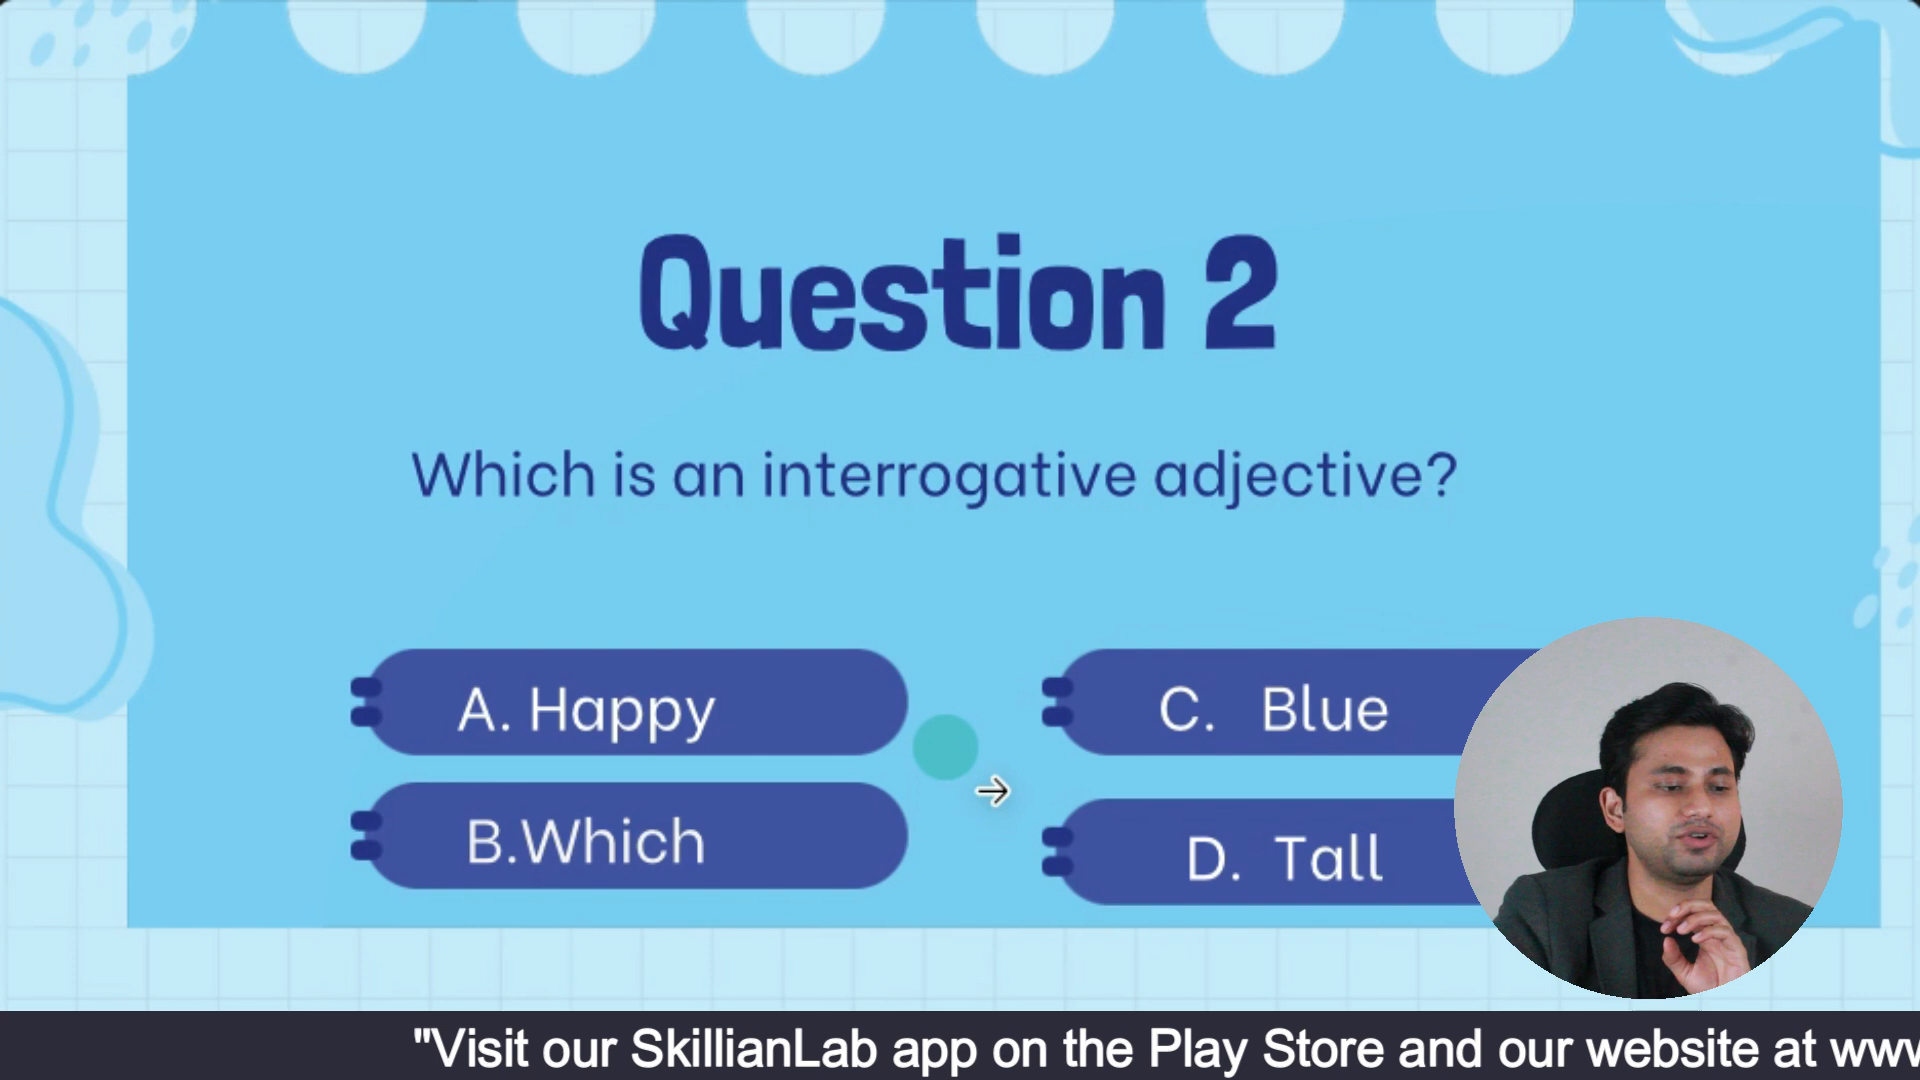 Question 2
Which is an interrogative adjective?
A. Happy
B.Which
C. Blue
D. Tall
"Visit our SkillianLab app on the Play Store and our website at www